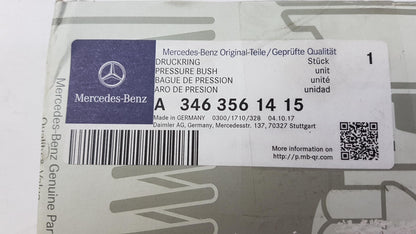 Mercedes-Benz Original-Teile/Geprüfte Qualität
DRUCKRING Stück 1
PRESSURE BUSH unit
BAGUE DE PRESSION unité
ARO DE PRESION unidad
Mercedes-Benz
A 346 356 14 15
Made in GERMANY 0300/1710/328 04.10.17
Daimler AG, Germany, Mercedesstr. 137, 70327 Stuttgart
More information on
http://p.mb-qr.com
Mercedes-Benz Genuine Par